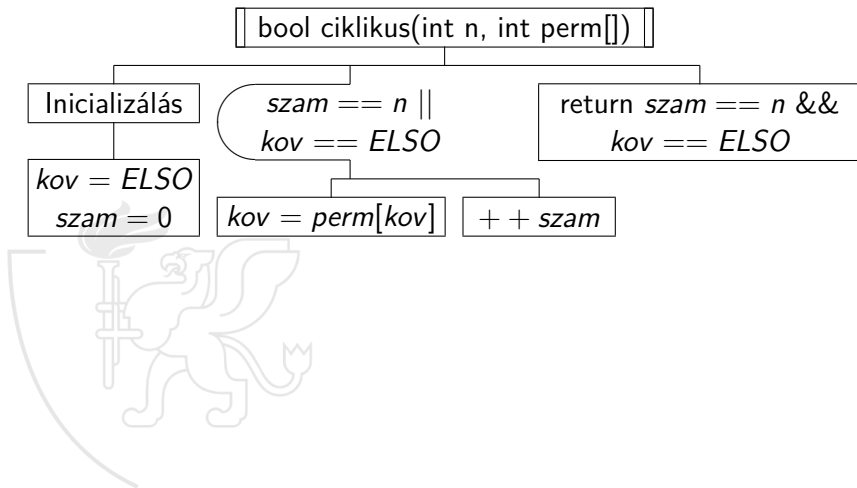 bool ciklikus(int n, int perm[])
Inicializálás
kov = ELSO
szam = 0
szam == n ||
kov == ELSO
kov = perm[kov]
+ + szam
return szam == n &&
kov == ELSO